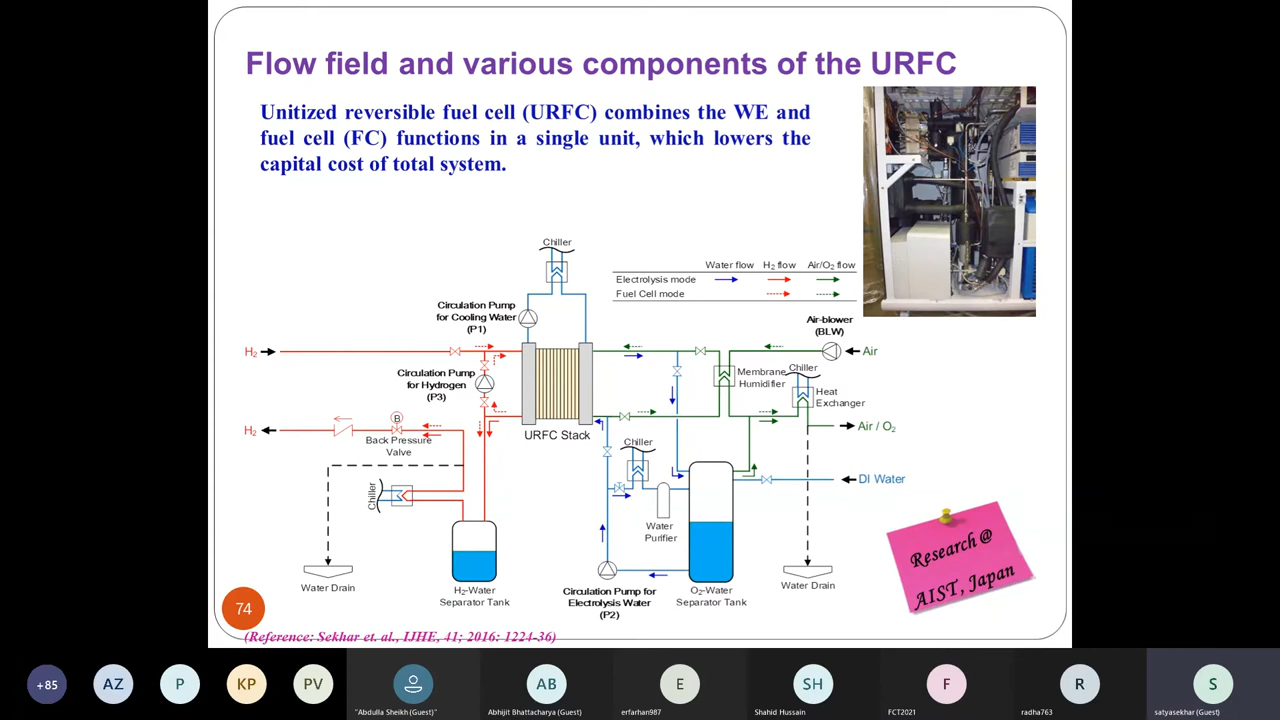 Flow field and various components of the URFC
Unitized reversible fuel cell (URFC) combines the WE and
fuel cell (FC) functions in a single unit, which lowers the
capital cost of total system.
Chiller
Water flow H₂ flow Air/O₂ flow
Electrolysis mode
Fuel Cell mode
Circulation Pump
for Cooling Water
(P1)
Air-blower
(BLW)
H₂
Air
Circulation Pump
for Hydrogen
(P3)
Membrane
Humidifier
Chiller
Heat
Exchanger
B
H₂
Back Pressure
Valve
URFC Stack
Air / O₂
Chiller
Chiller
DI Water
Water
Purifier
Research @
AIST, Japan
Water Drain
H₂-Water
Separator Tank
Circulation Pump for
Electrolysis Water
(P2)
O₂-Water
Separator Tank
Water Drain
74
(Reference: Sekhar et. al., IJHE, 41; 2016: 1224-36)
+85
AZ
P
KP
PV
"Abdulla Sheikh (Guest)"
AB
Abhijit Bhattacharya (Guest)
E
erfarhan987
SH
Shahid Hussain
F
FCT2021
R
radha763
S
satyasekhar (Guest)